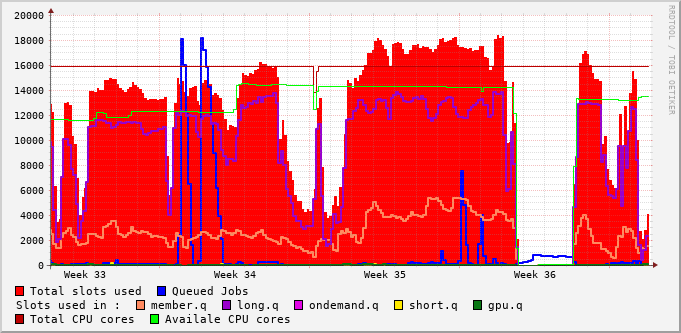 RRDTOOL / TOBI OETIKER
20000
18000
16000
14000
12000
10000
8000
6000
4000
2000
0
Week 33 Week 34 Week 35 Week 36
Total slots used Queued Jobs
Slots used in : member.q long.q ondemand.q short.q gpu.q
Total CPU cores Availale CPU cores